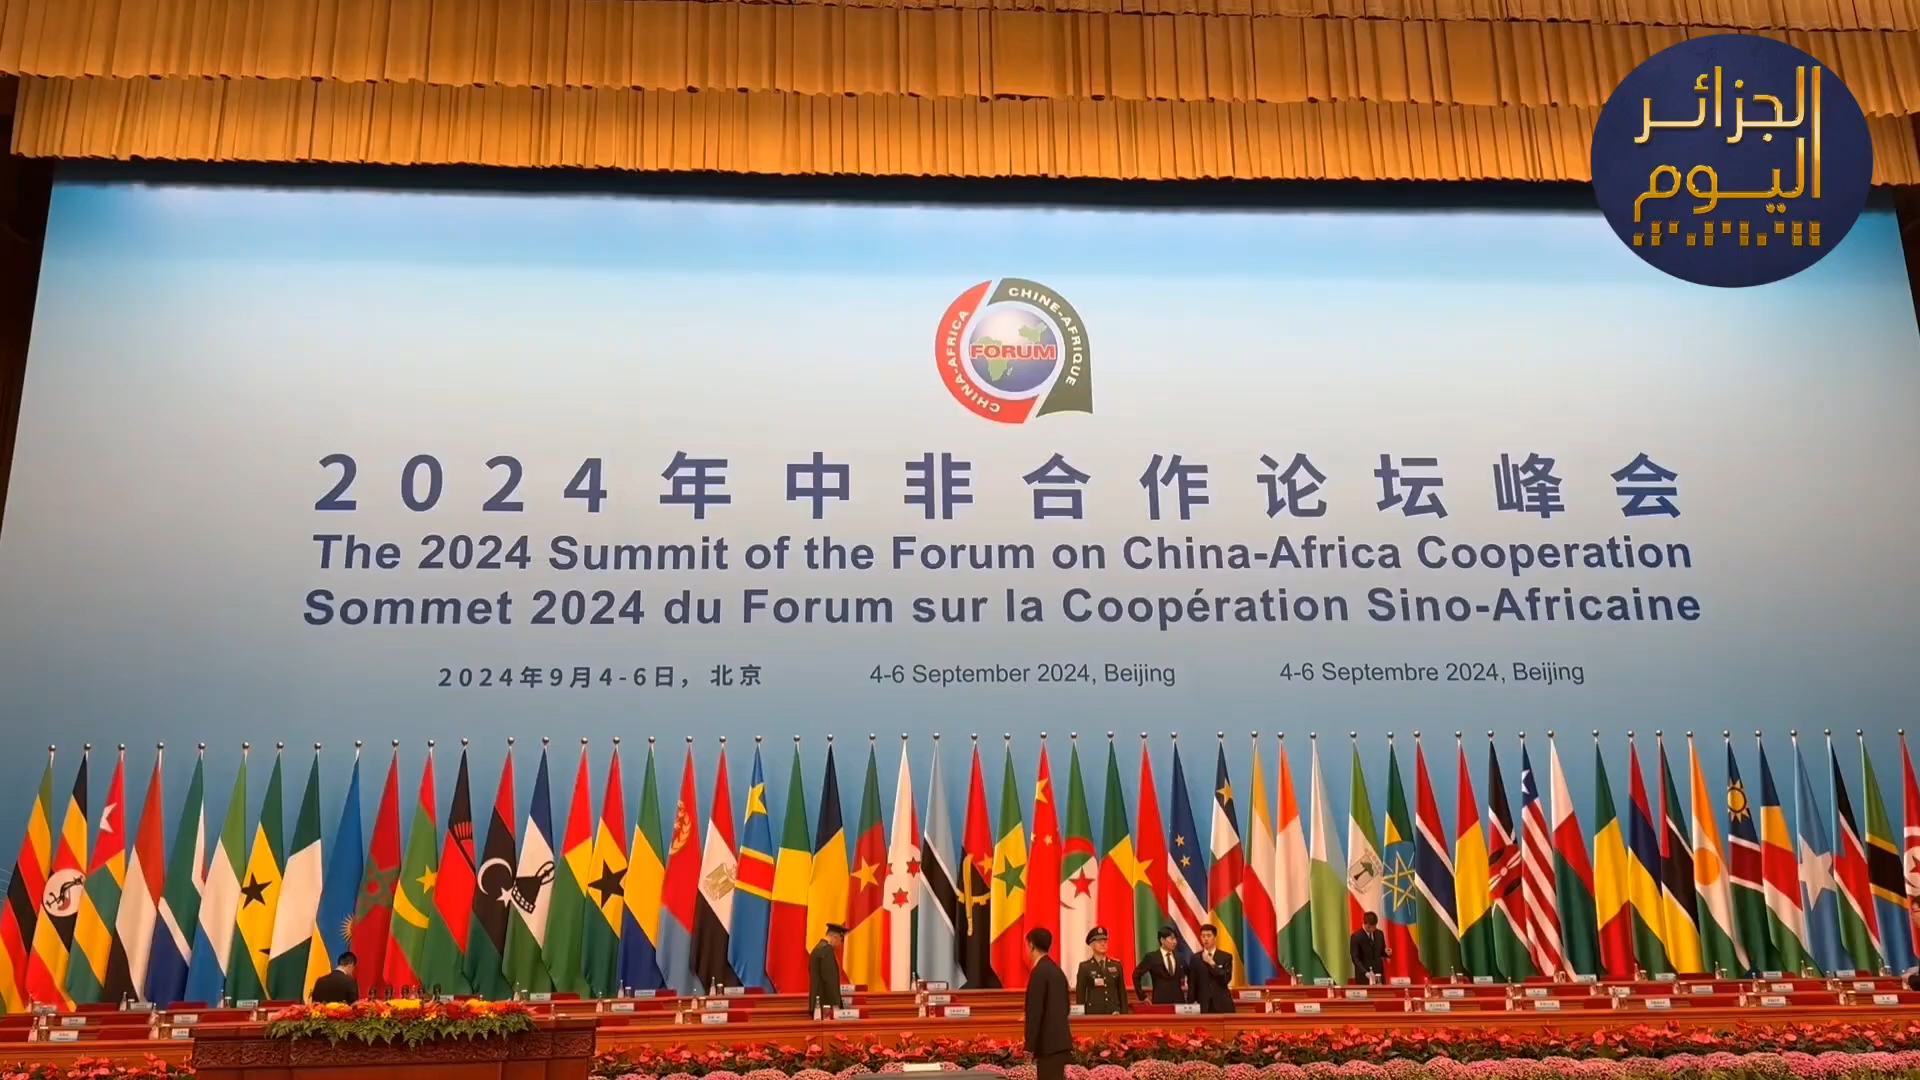 الجزائر
اليوم
CHINA-AFRICA
CHINE-AFRIQUE
FORUM
2024年中非合作论坛峰会
The 2024 Summit of the Forum on China-Africa Cooperation
Sommet 2024 du Forum sur la Coopération Sino-Africaine
2024年9月4-6日，北京
4-6 September 2024, Beijing
4-6 Septembre 2024, Beijing